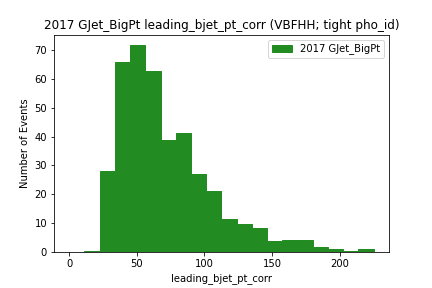 2017 GJet_BigPt leading_bjet_pt_corr (VBFHH; tight pho_id)
2017 GJet_BigPt
Number of Events
70
60
50
40
30
20
10
0
0 50 100 150 200
leading_bjet_pt_corr